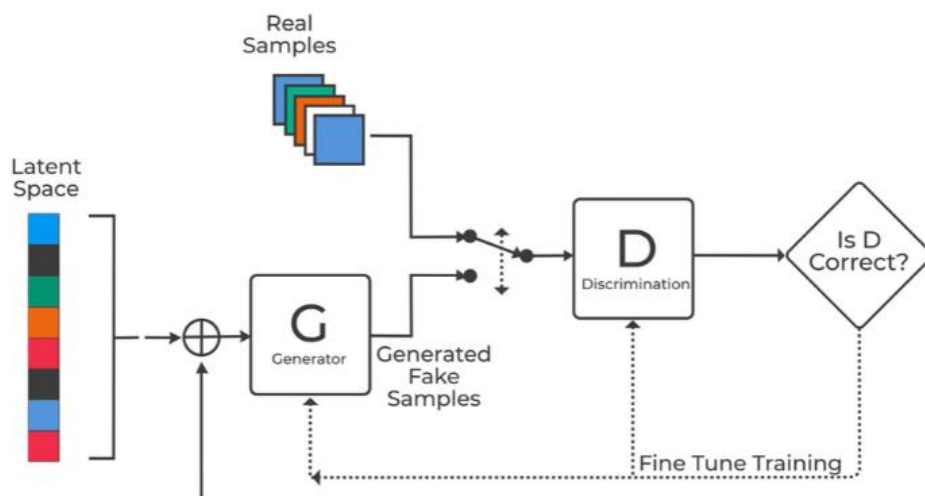 Real
Samples
Latent
Space
G
Generator
Generated
Fake
Samples
D
Discrimination
Is D
Correct?
Fine Tune Training